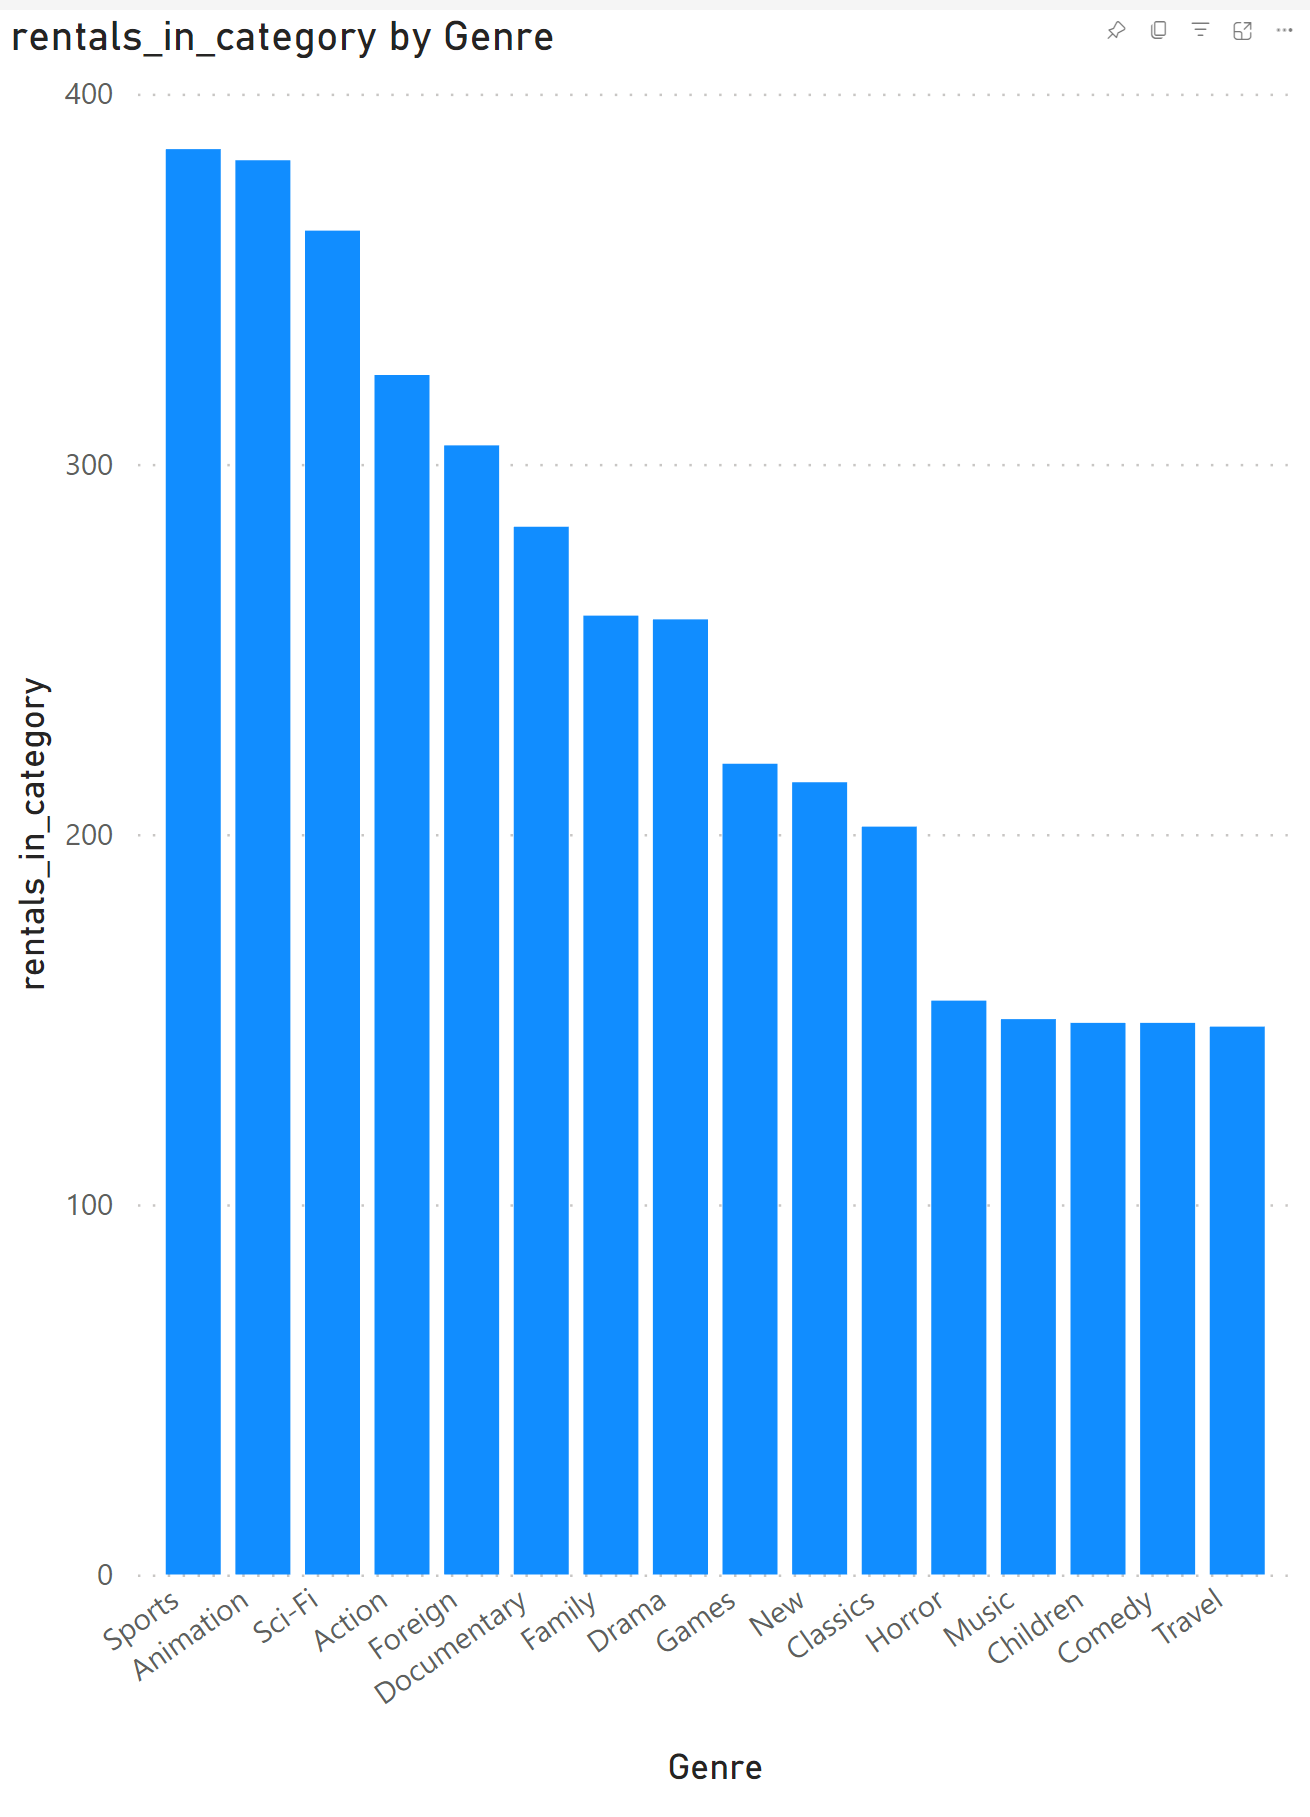 rentals_in_category by Genre
400
300
200
100
0
rentals_in_category
Sports
Animation
Sci-Fi
Action
Foreign
Documentary
Family
Drama
Games
New
Classics
Horror
Music
Children
Comedy
Travel
Genre